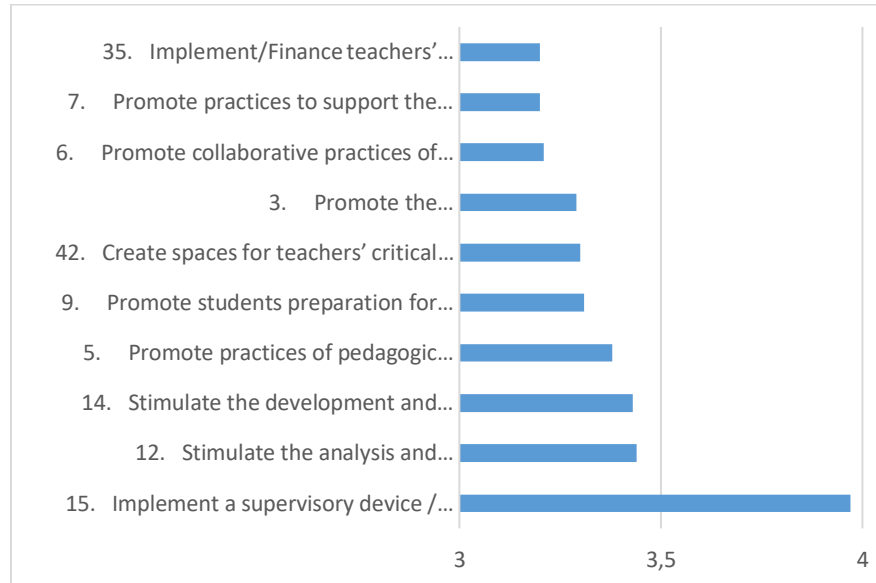 35. Implement/Finance teachers’...
7. Promote practices to support the...
6. Promote collaborative practices of...
3. Promote the...
42. Create spaces for teachers’ critical...
9. Promote students preparation for...
5. Promote practices of pedagogic...
14. Stimulate the development and...
12. Stimulate the analysis and...
15. Implement a supervisory device /...
3 3,5 4